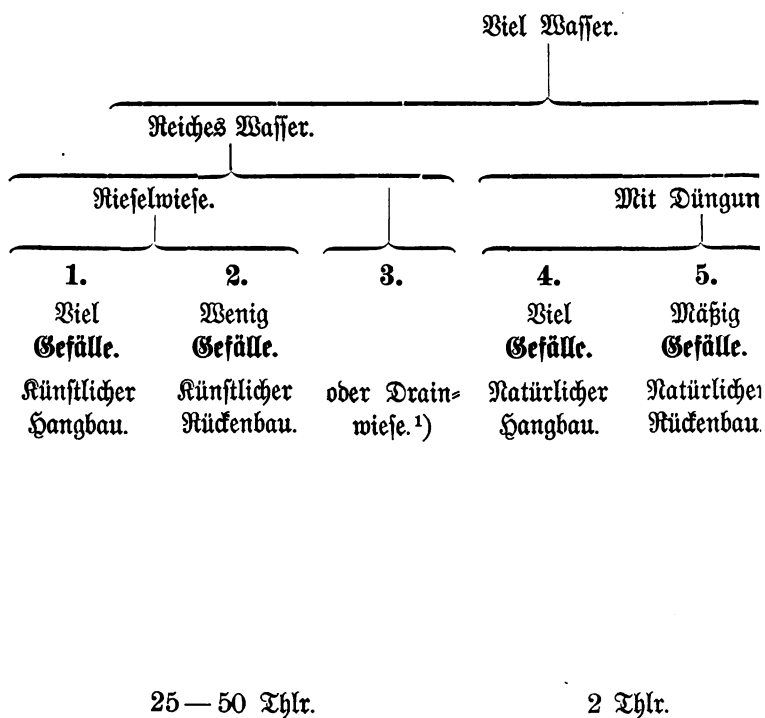 Viel Waſſer.
Reiches Waſſer.
Rieſelwieſe. Mit Düngun
1. 2. 3. 4. 5.
Viel Wenig Viel Mäßig
Gefälle. Gefälle. Gefälle. Gefälle.
Künſtlicher Künſtlicher oder Drain⸗ Natürlicher Natürlicher
Hangbau. Rückenbau. wieſe.¹) Hangbau. Rückenbau.
25 — 50 Thlr. 2 Thlr.